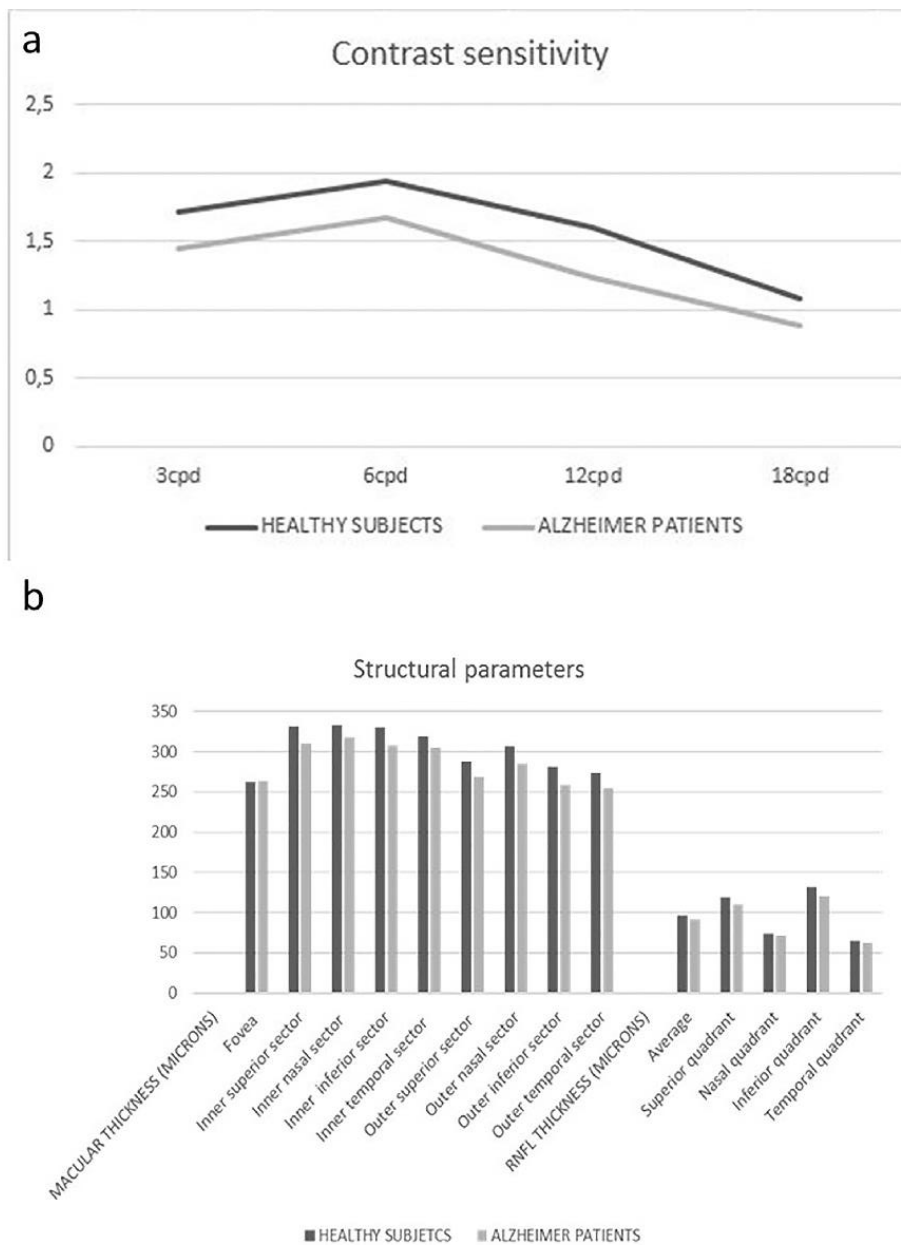 a
Contrast sensitivity
2,5
2
1,5
1
0,5
0
3cpd 6cpd 12cpd 18cpd
HEALTHY SUBJECTS ALZHEIMER PATIENTS
b
Structural parameters
350
300
250
200
150
100
50
0
MACULAR THICKNESS (MICRONS)
Fovea
Inner superior sector
Inner nasal sector
Inner inferior sector
Inner temporal sector
Outer superior sector
Outer nasal sector
Outer inferior sector
Outer temporal sector
RNFL THICKNESS (MICRONS)
Average
Superior quadrant
Nasal quadrant
Inferior quadrant
Temporal quadrant
HEALTHY SUBJETCS ALZHEIMER PATIENTS